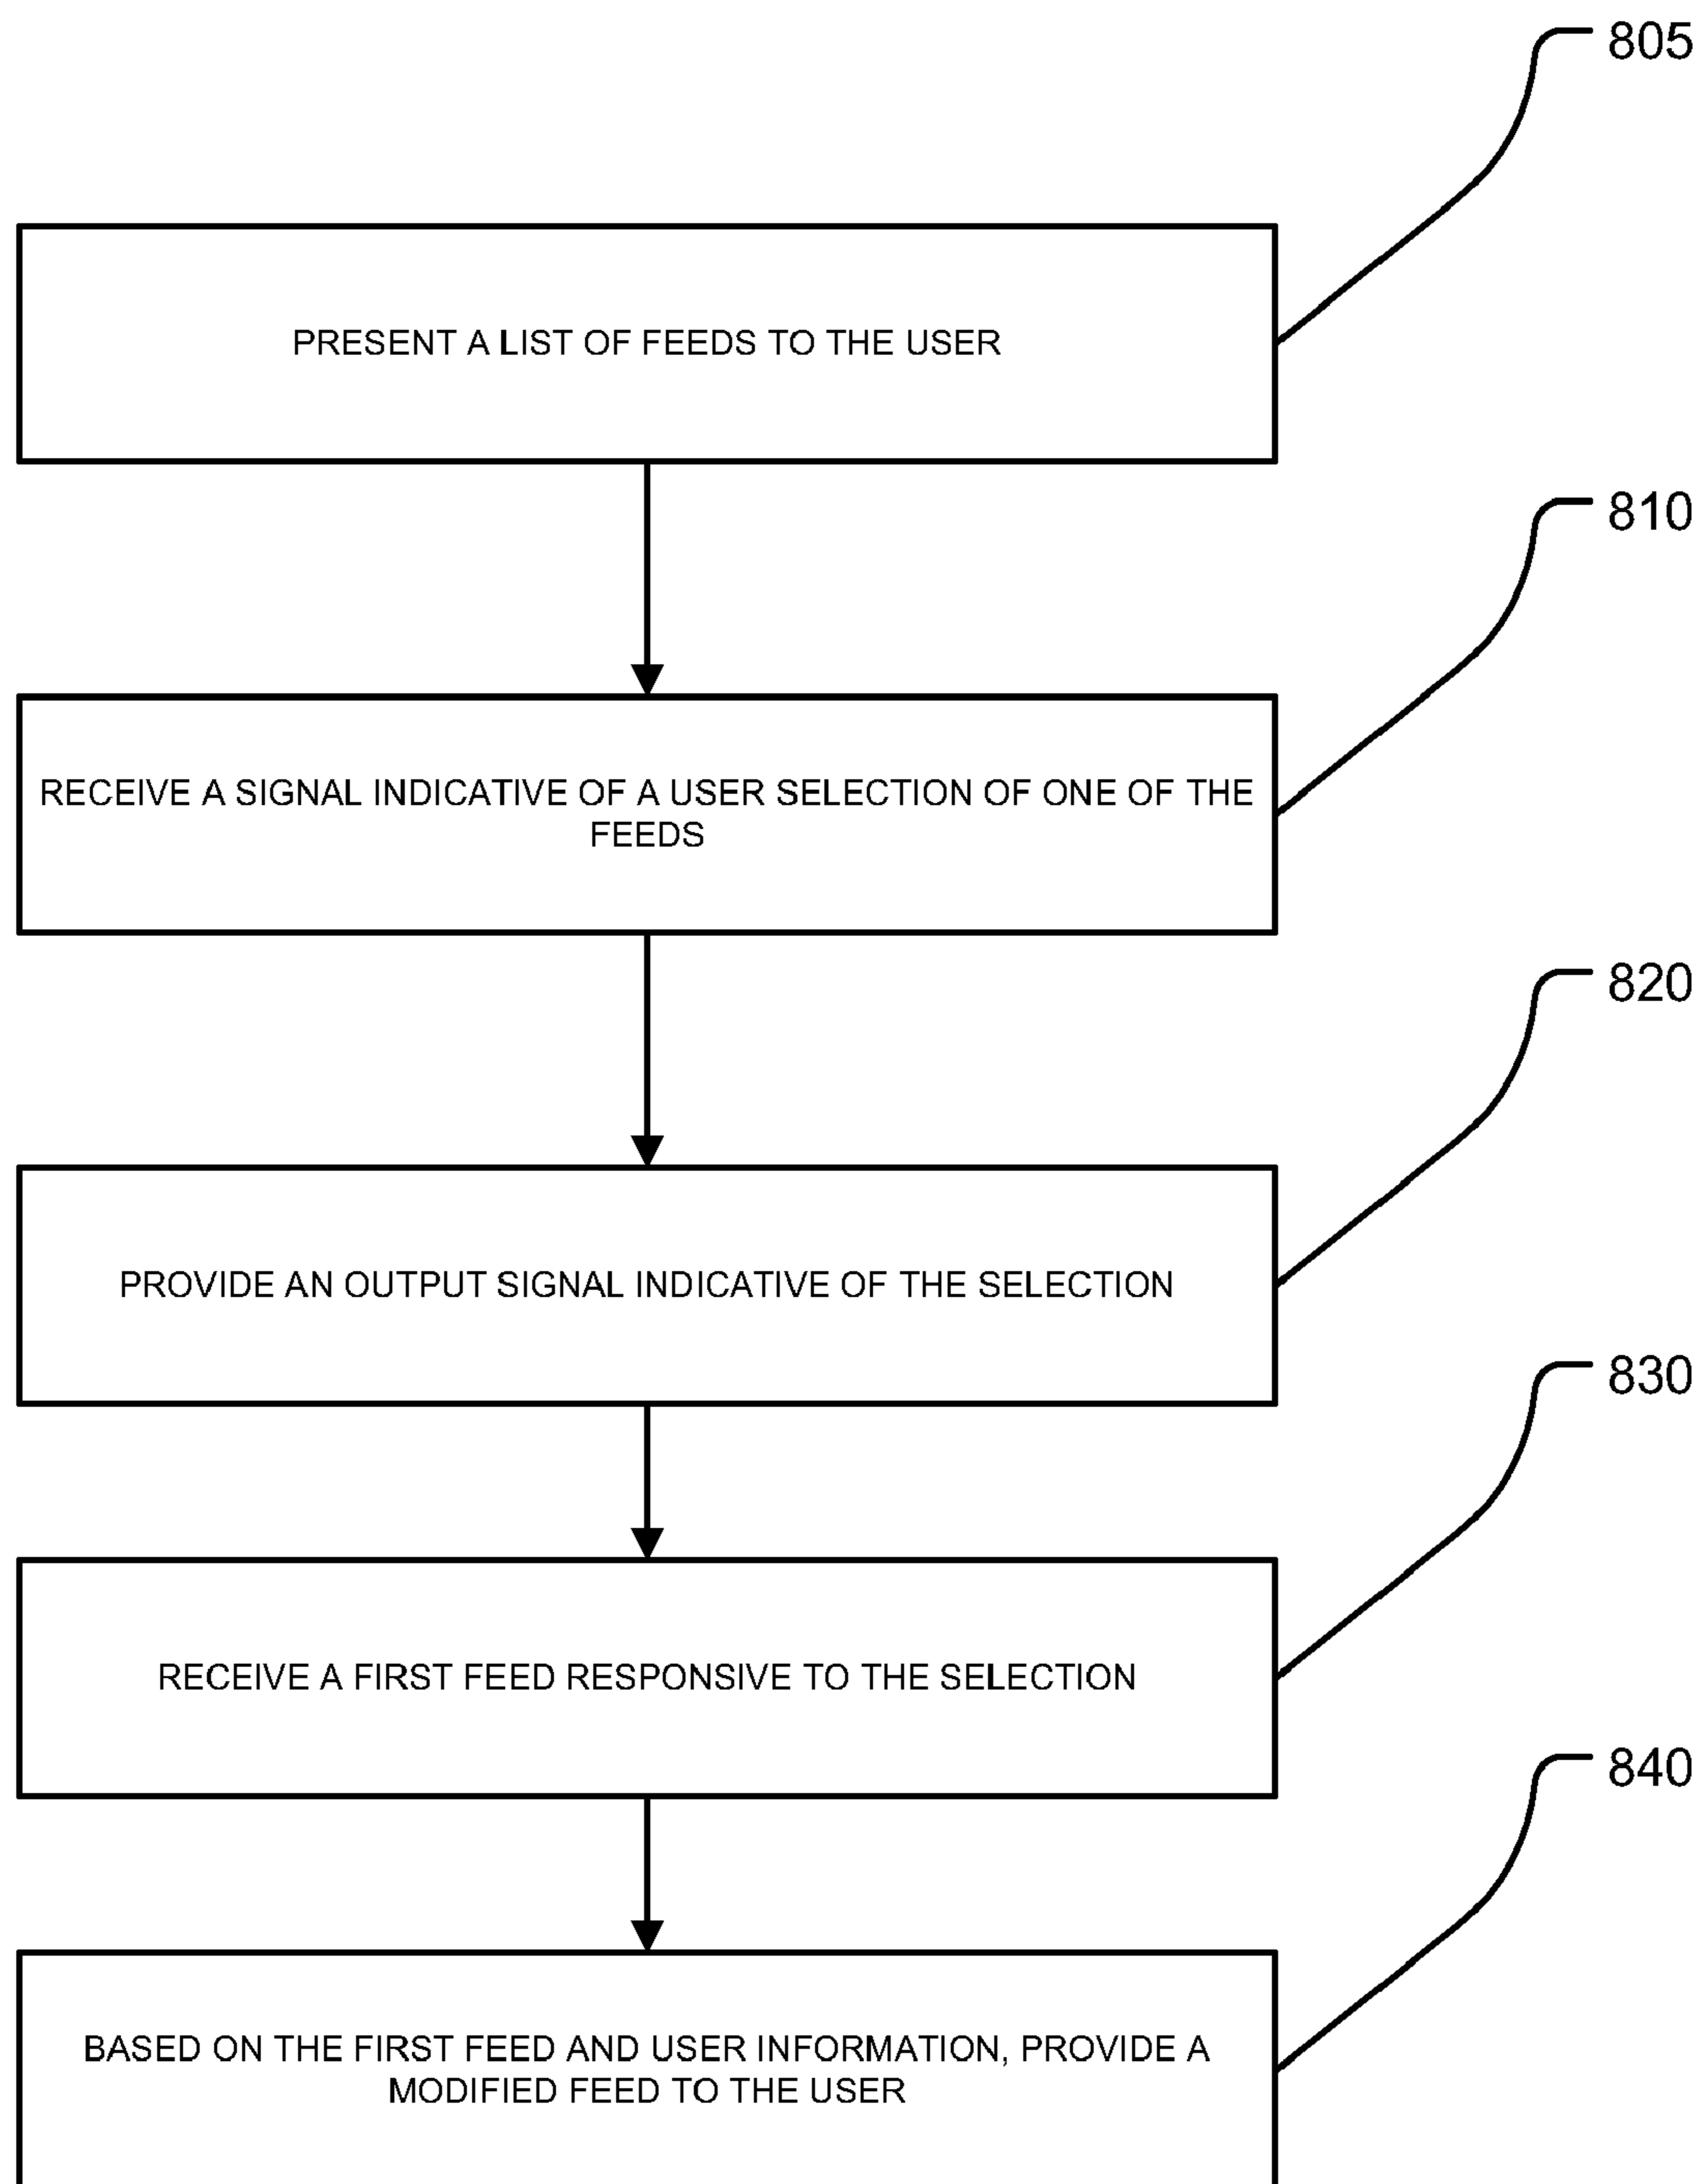 805
PRESENT A LIST OF FEEDS TO THE USER
810
RECEIVE A SIGNAL INDICATIVE OF A USER SELECTION OF ONE OF THE
FEEDS
820
PROVIDE AN OUTPUT SIGNAL INDICATIVE OF THE SELECTION
830
RECEIVE A FIRST FEED RESPONSIVE TO THE SELECTION
840
BASED ON THE FIRST FEED AND USER INFORMATION, PROVIDE A
MODIFIED FEED TO THE USER